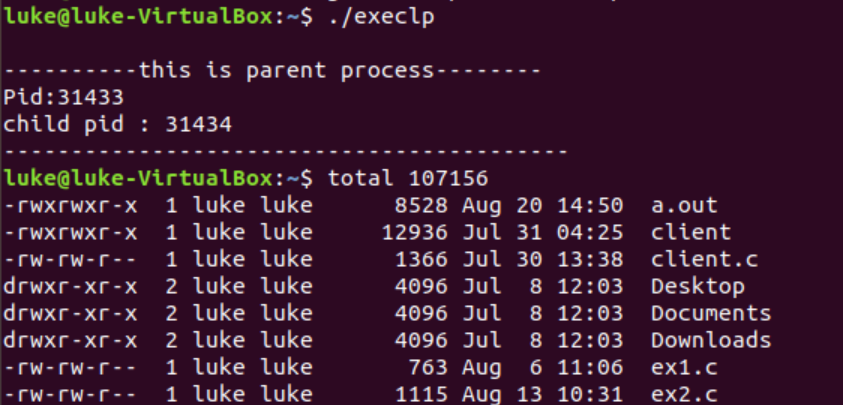 luke@luke-VirtualBox:~$ ./execlp
----------this is parent process--------
Pid:31433
child pid : 31434
------------------------------------------
luke@luke-VirtualBox:~$ total 107156
-rwxrwxr-x  1 luke luke      8528 Aug 20 14:50  a.out
-rwxrwxr-x  1 luke luke     12936 Jul 31 04:25  client
-rw-rw-r--  1 luke luke      1366 Jul 30 13:38  client.c
drwxr-xr-x  2 luke luke      4096 Jul  8 12:03  Desktop
drwxr-xr-x  2 luke luke      4096 Jul  8 12:03  Documents
drwxr-xr-x  2 luke luke      4096 Jul  8 12:03  Downloads
-rw-rw-r--  1 luke luke       763 Aug  6 11:06  ex1.c
-rw-rw-r--  1 luke luke      1115 Aug 13 10:31  ex2.c